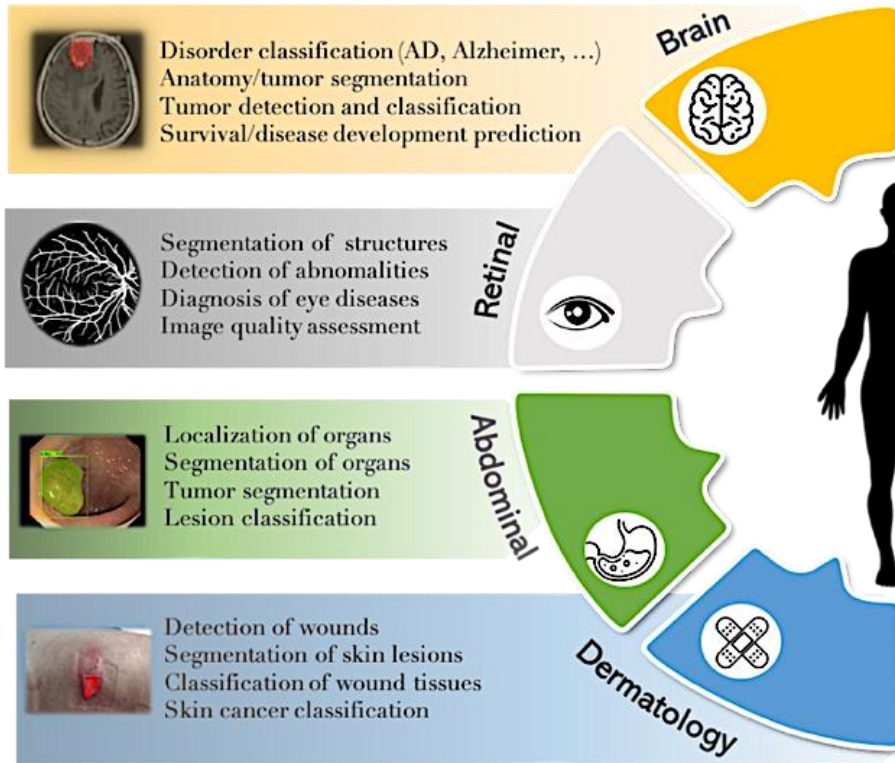 Brain
Disorder classification (AD, Alzheimer, ...)
Anatomy/tumor segmentation
Tumor detection and classification
Survival/disease development prediction
Retinal
Segmentation of structures
Detection of abnomalities
Diagnosis of eye diseases
Image quality assessment
Abdominal
Localization of organs
Segmentation of organs
Tumor segmentation
Lesion classification
Dermatology
Detection of wounds
Segmentation of skin lesions
Classification of wound tissues
Skin cancer classification